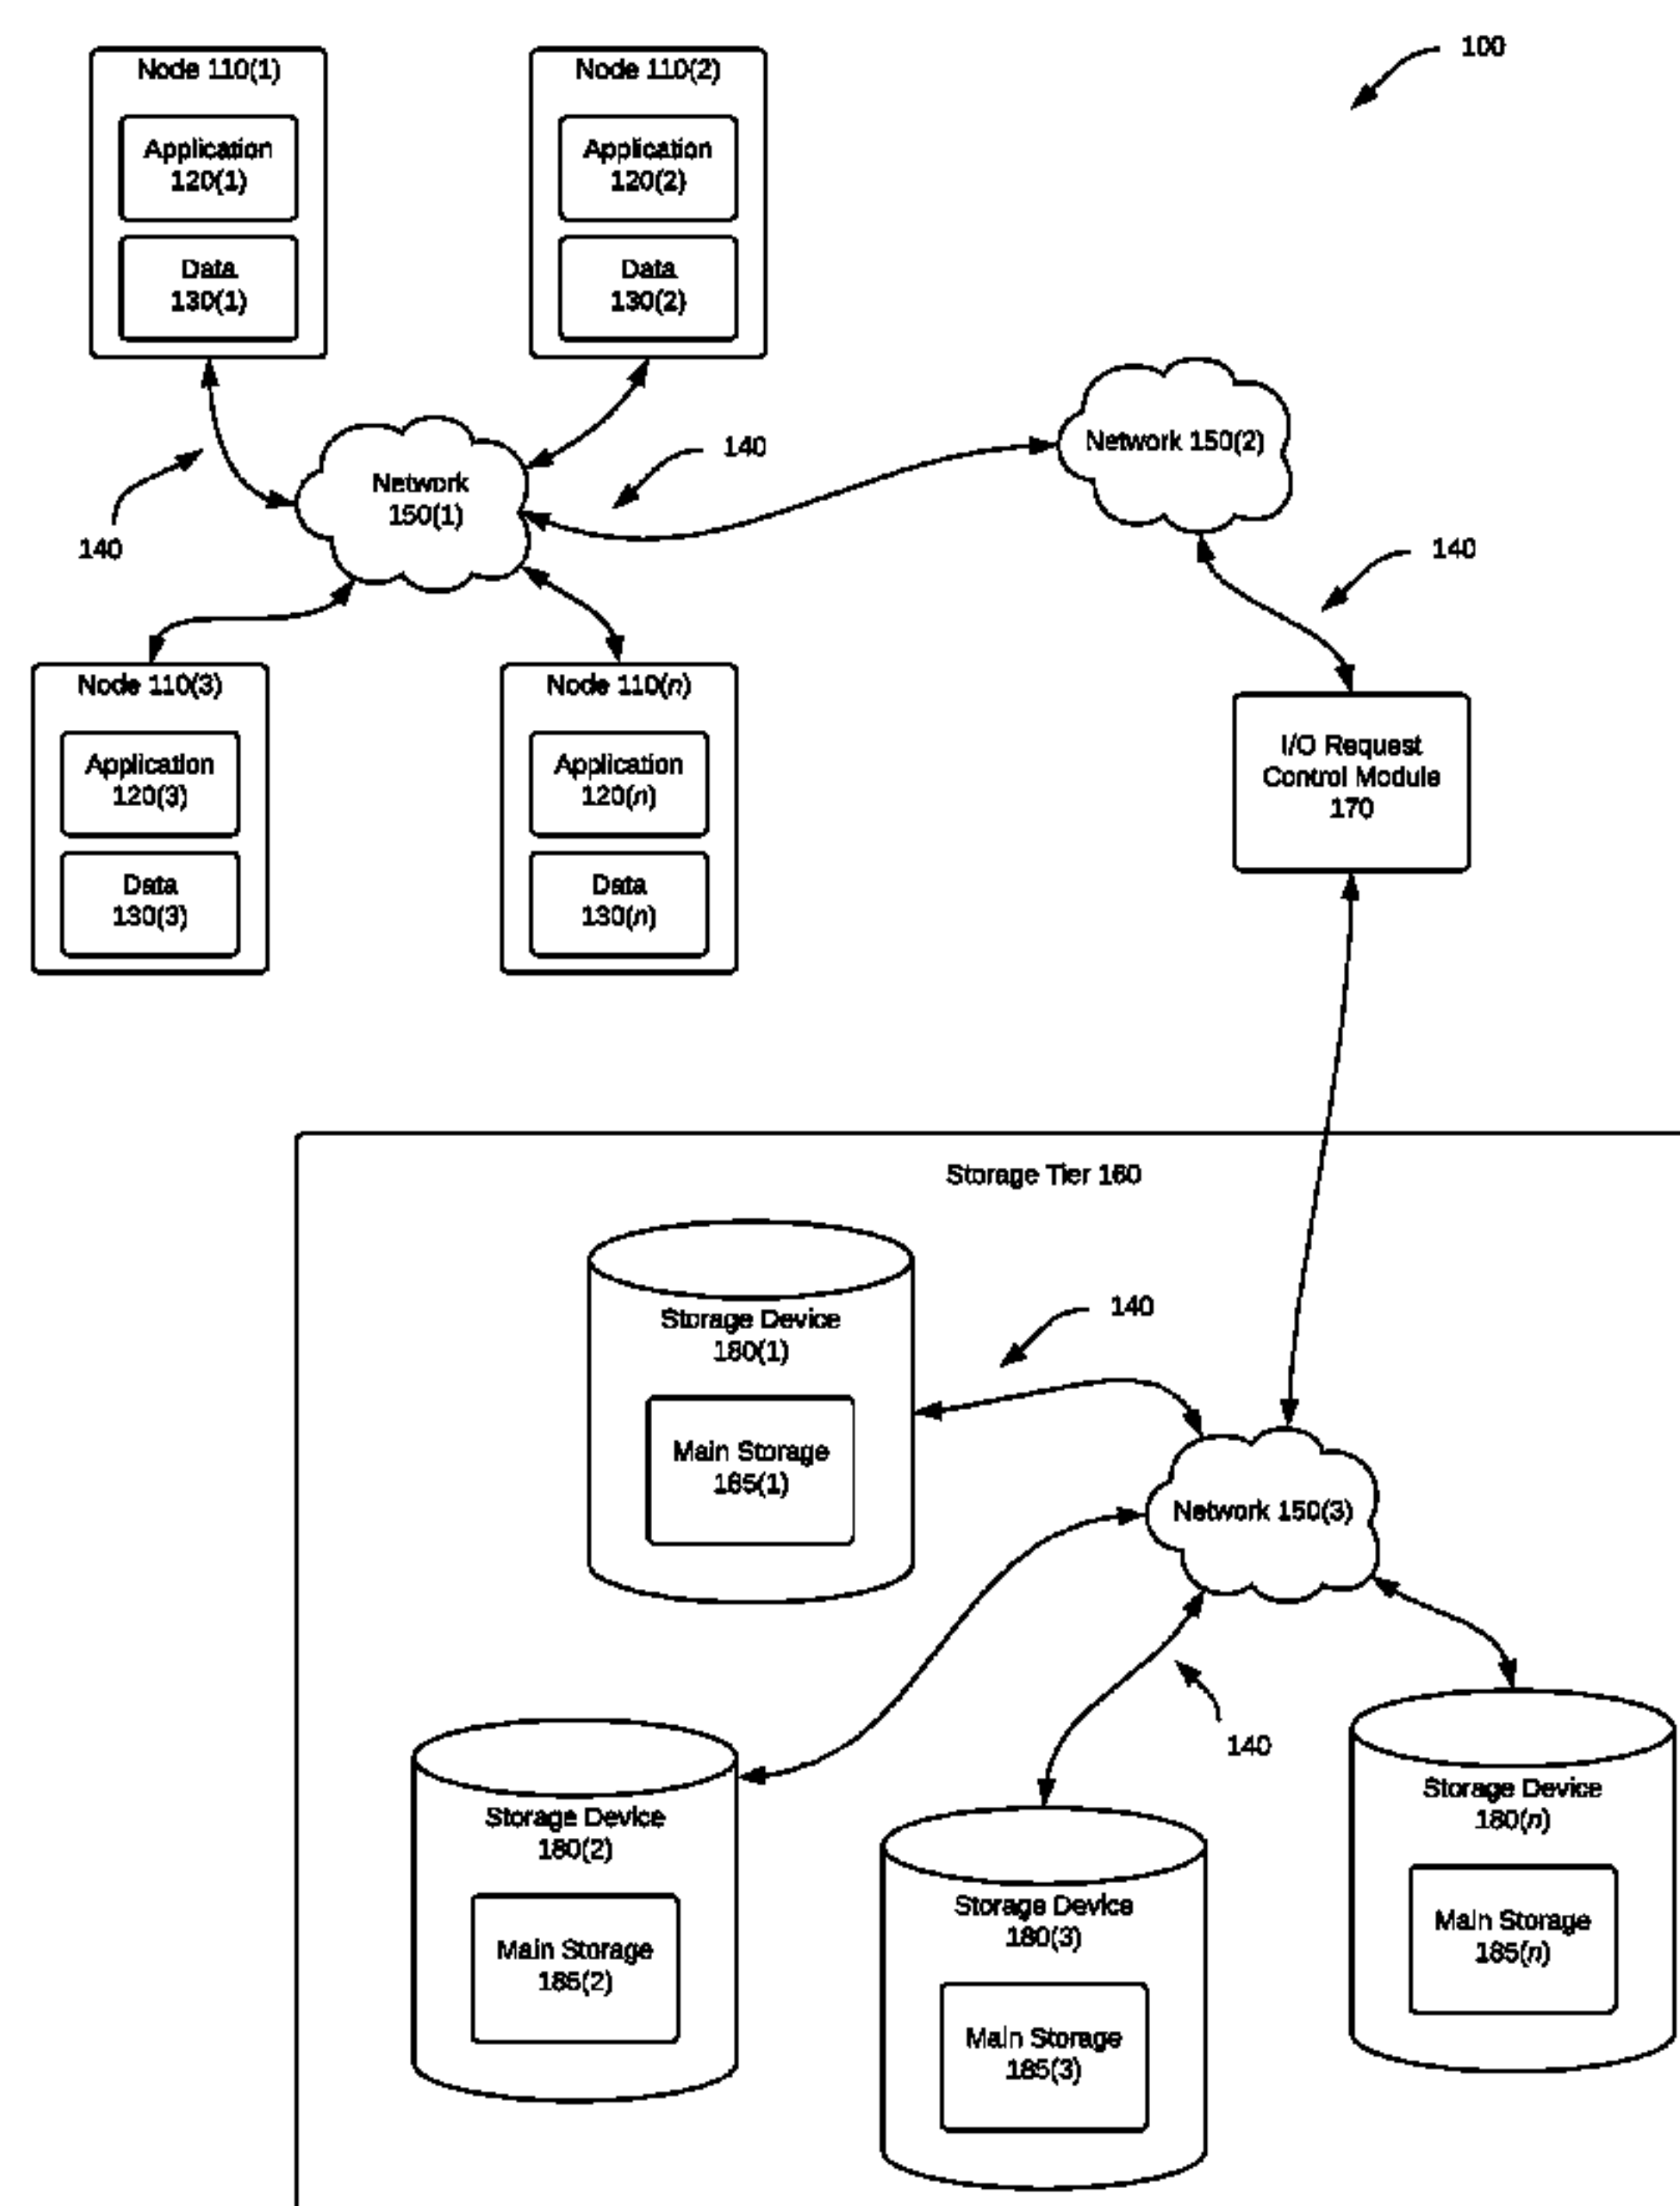 100
Node 110(1)
Application
120(1)
Data
130(1)
Node 110(2)
Application
120(2)
Data
130(2)
140
Network
150(1)
140
Network 150(2)
140
Node 110(3)
Application
120(3)
Data
130(3)
Node 110(n)
Application
120(n)
Data
130(n)
I/O Request
Control Module
170
Storage Tier 160
Storage Device
180(1)
Main Storage
185(1)
140
Network 150(3)
140
Storage Device
180(2)
Main Storage
185(2)
Storage Device
180(3)
Main Storage
185(3)
Storage Device
180(n)
Main Storage
185(n)